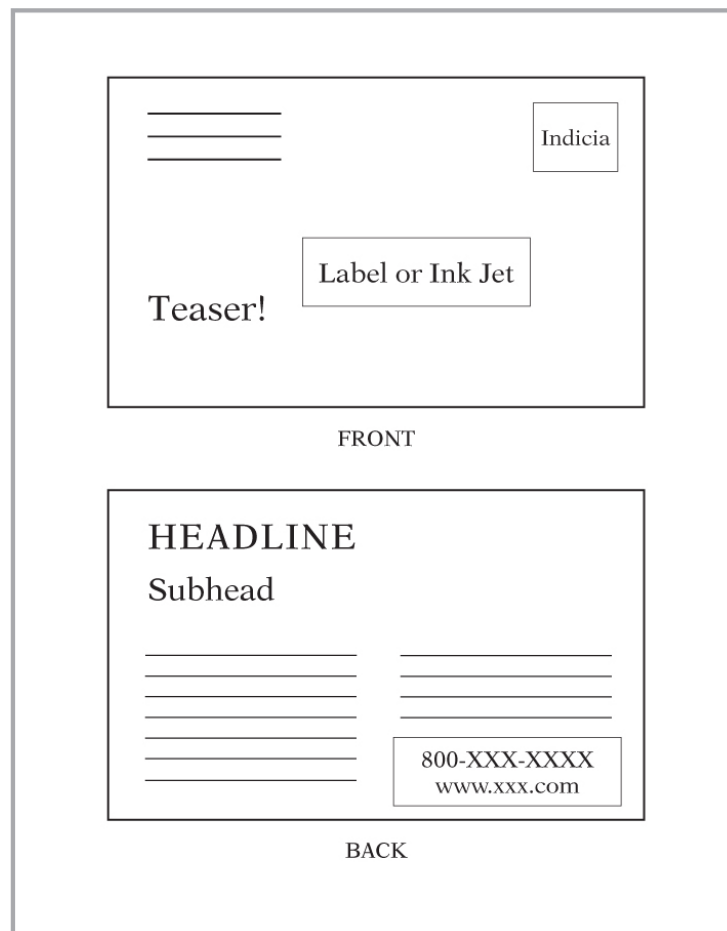 Indicia
Label or Ink Jet
Teaser!
FRONT
HEADLINE
Subhead
800-XXX-XXXX
www.xxx.com
BACK